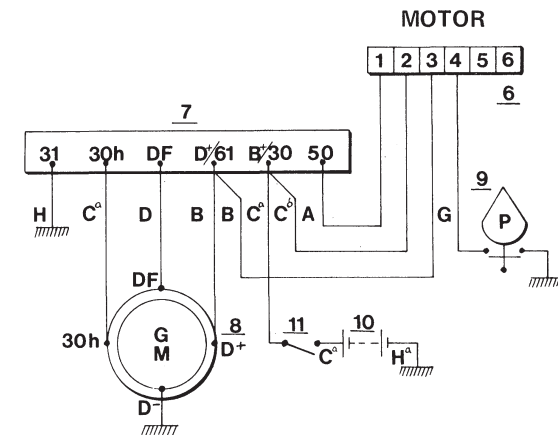 MOTOR
1 2 3 4 5 6
6
7
31 30h DF D+/61 B+/30 50
9
P
H Cª D B B Cª Cᵇ A G
DF
30h G M 8 D+
11 10
Cª Hª
D-